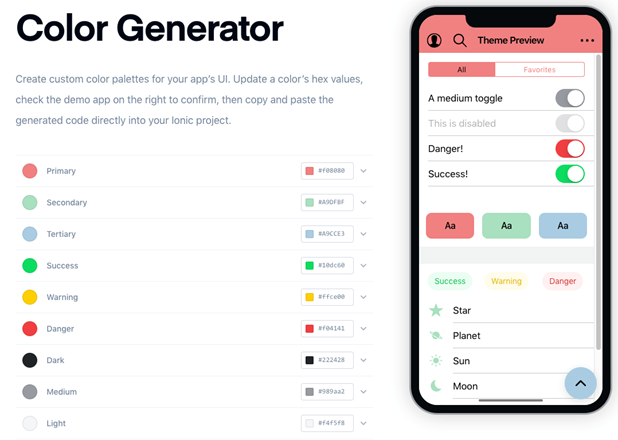 Color Generator
Create custom color palettes for your app's UI. Update a color's hex values,
check the demo app on the right to confirm, then copy and paste the
generated code directly into your Ionic project.
Primary #f08080
Secondary #A9DFBF
Tertiary #A9CCE3
Success #10dc60
Warning #ffce00
Danger #f04141
Dark #222428
Medium #989aa2
Light #f4f5f8
Theme Preview
All Favorites
A medium toggle
This is disabled
Danger!
Success!
Aa Aa Aa
Success Warning Danger
Star
Planet
Sun
Moon